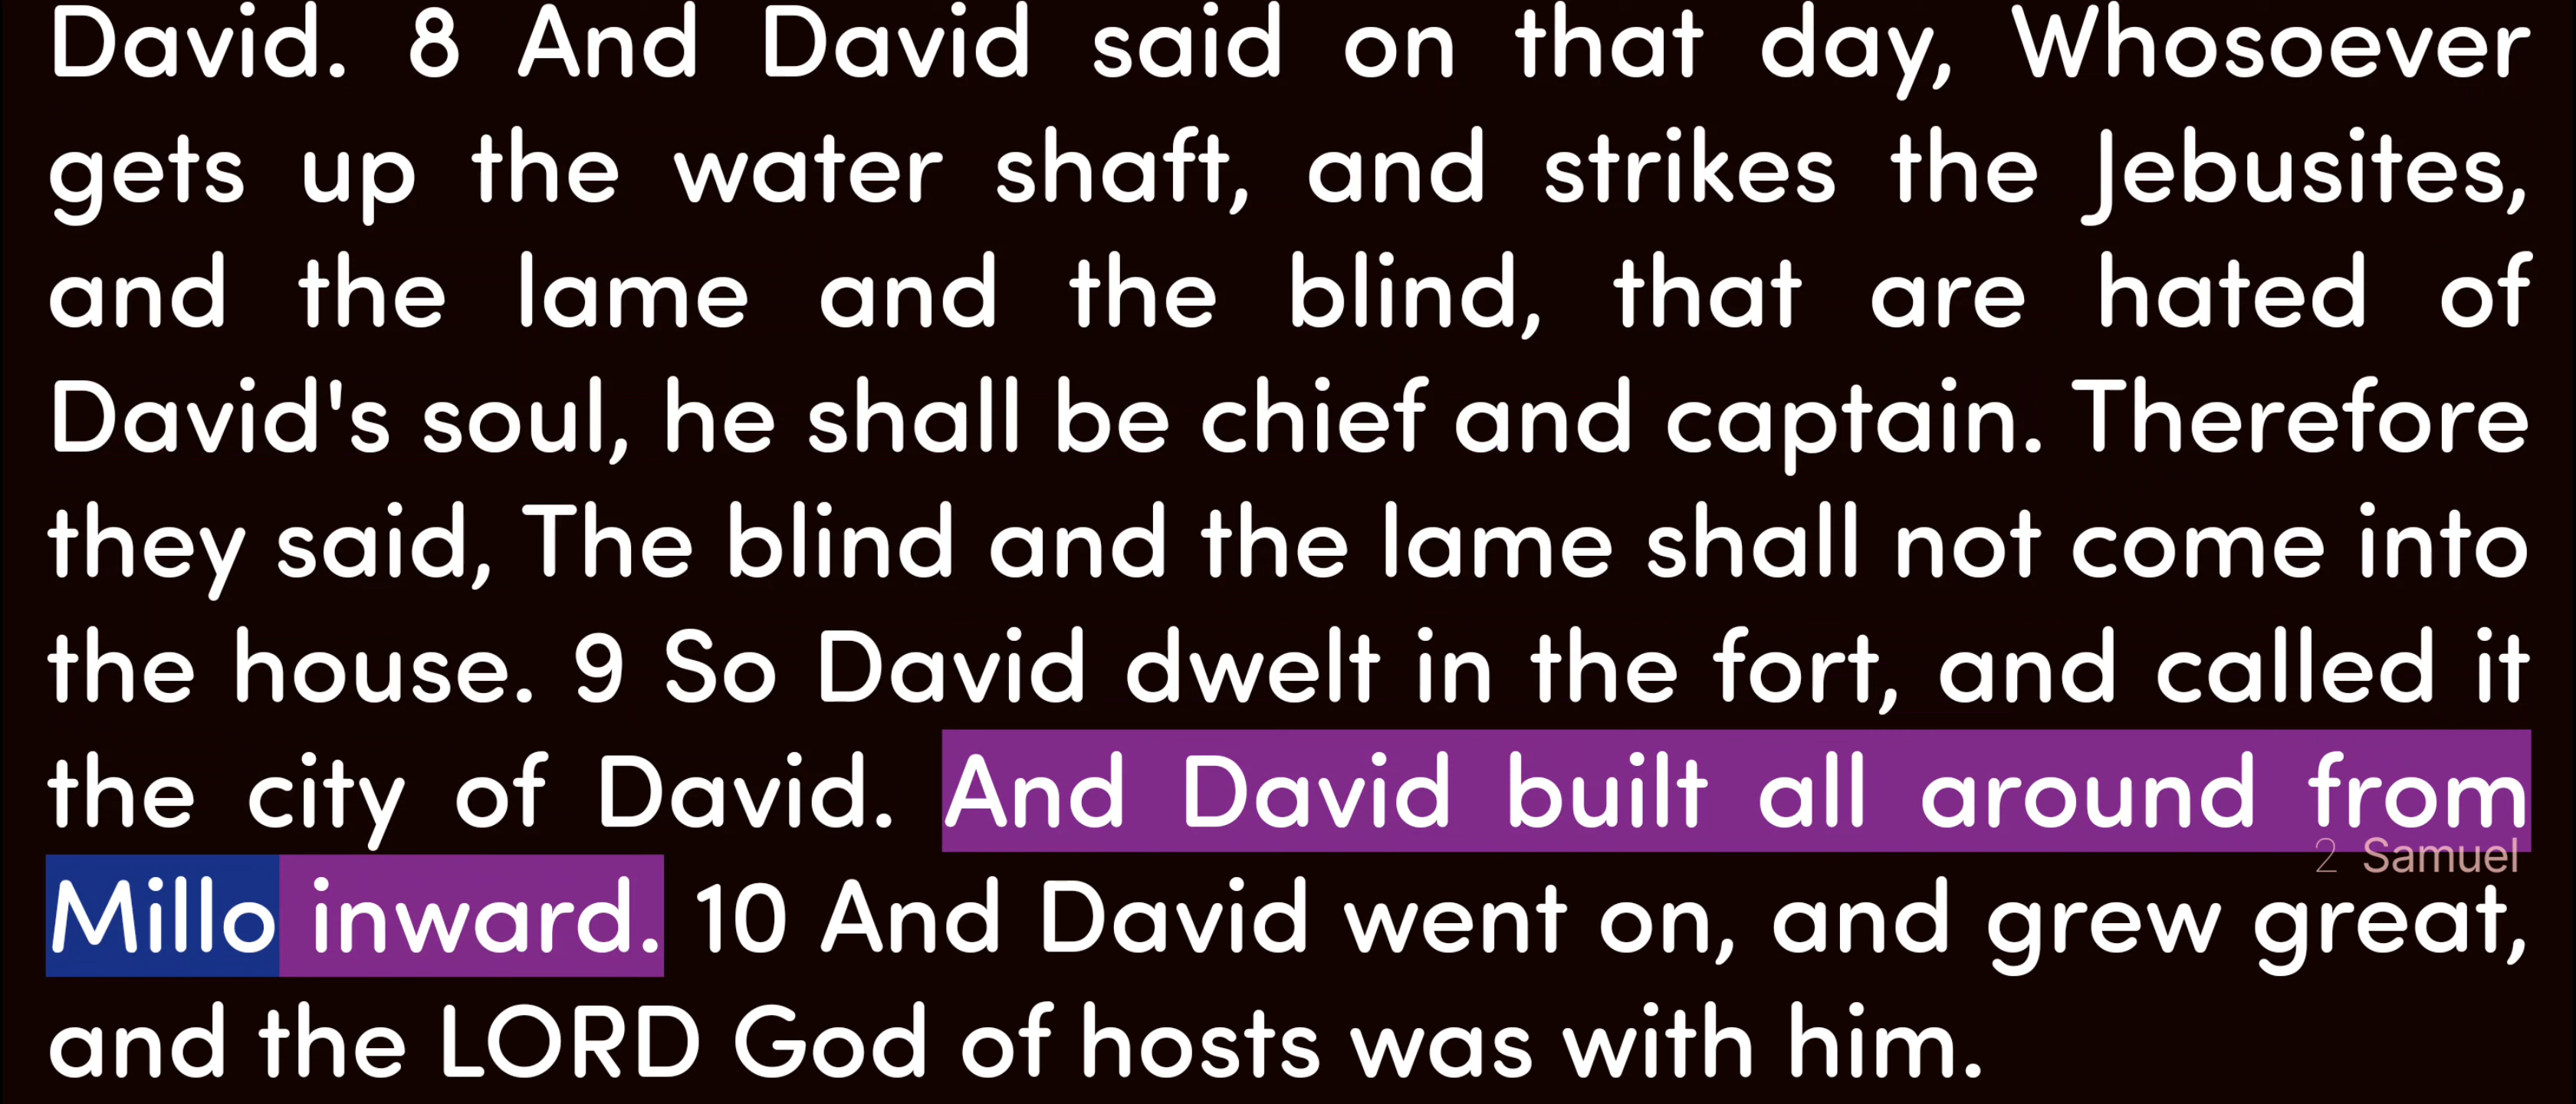 David. 8 And David said on that day, Whosoever
gets up the water shaft, and strikes the Jebusites,
and the lame and the blind, that are hated of
David's soul, he shall be chief and captain. Therefore
they said, The blind and the lame shall not come into
the house. 9 So David dwelt in the fort, and called it
the city of David. And David built all around from
2 Samuel
Millo inward. 10 And David went on, and grew great,
and the LORD God of hosts was with him.